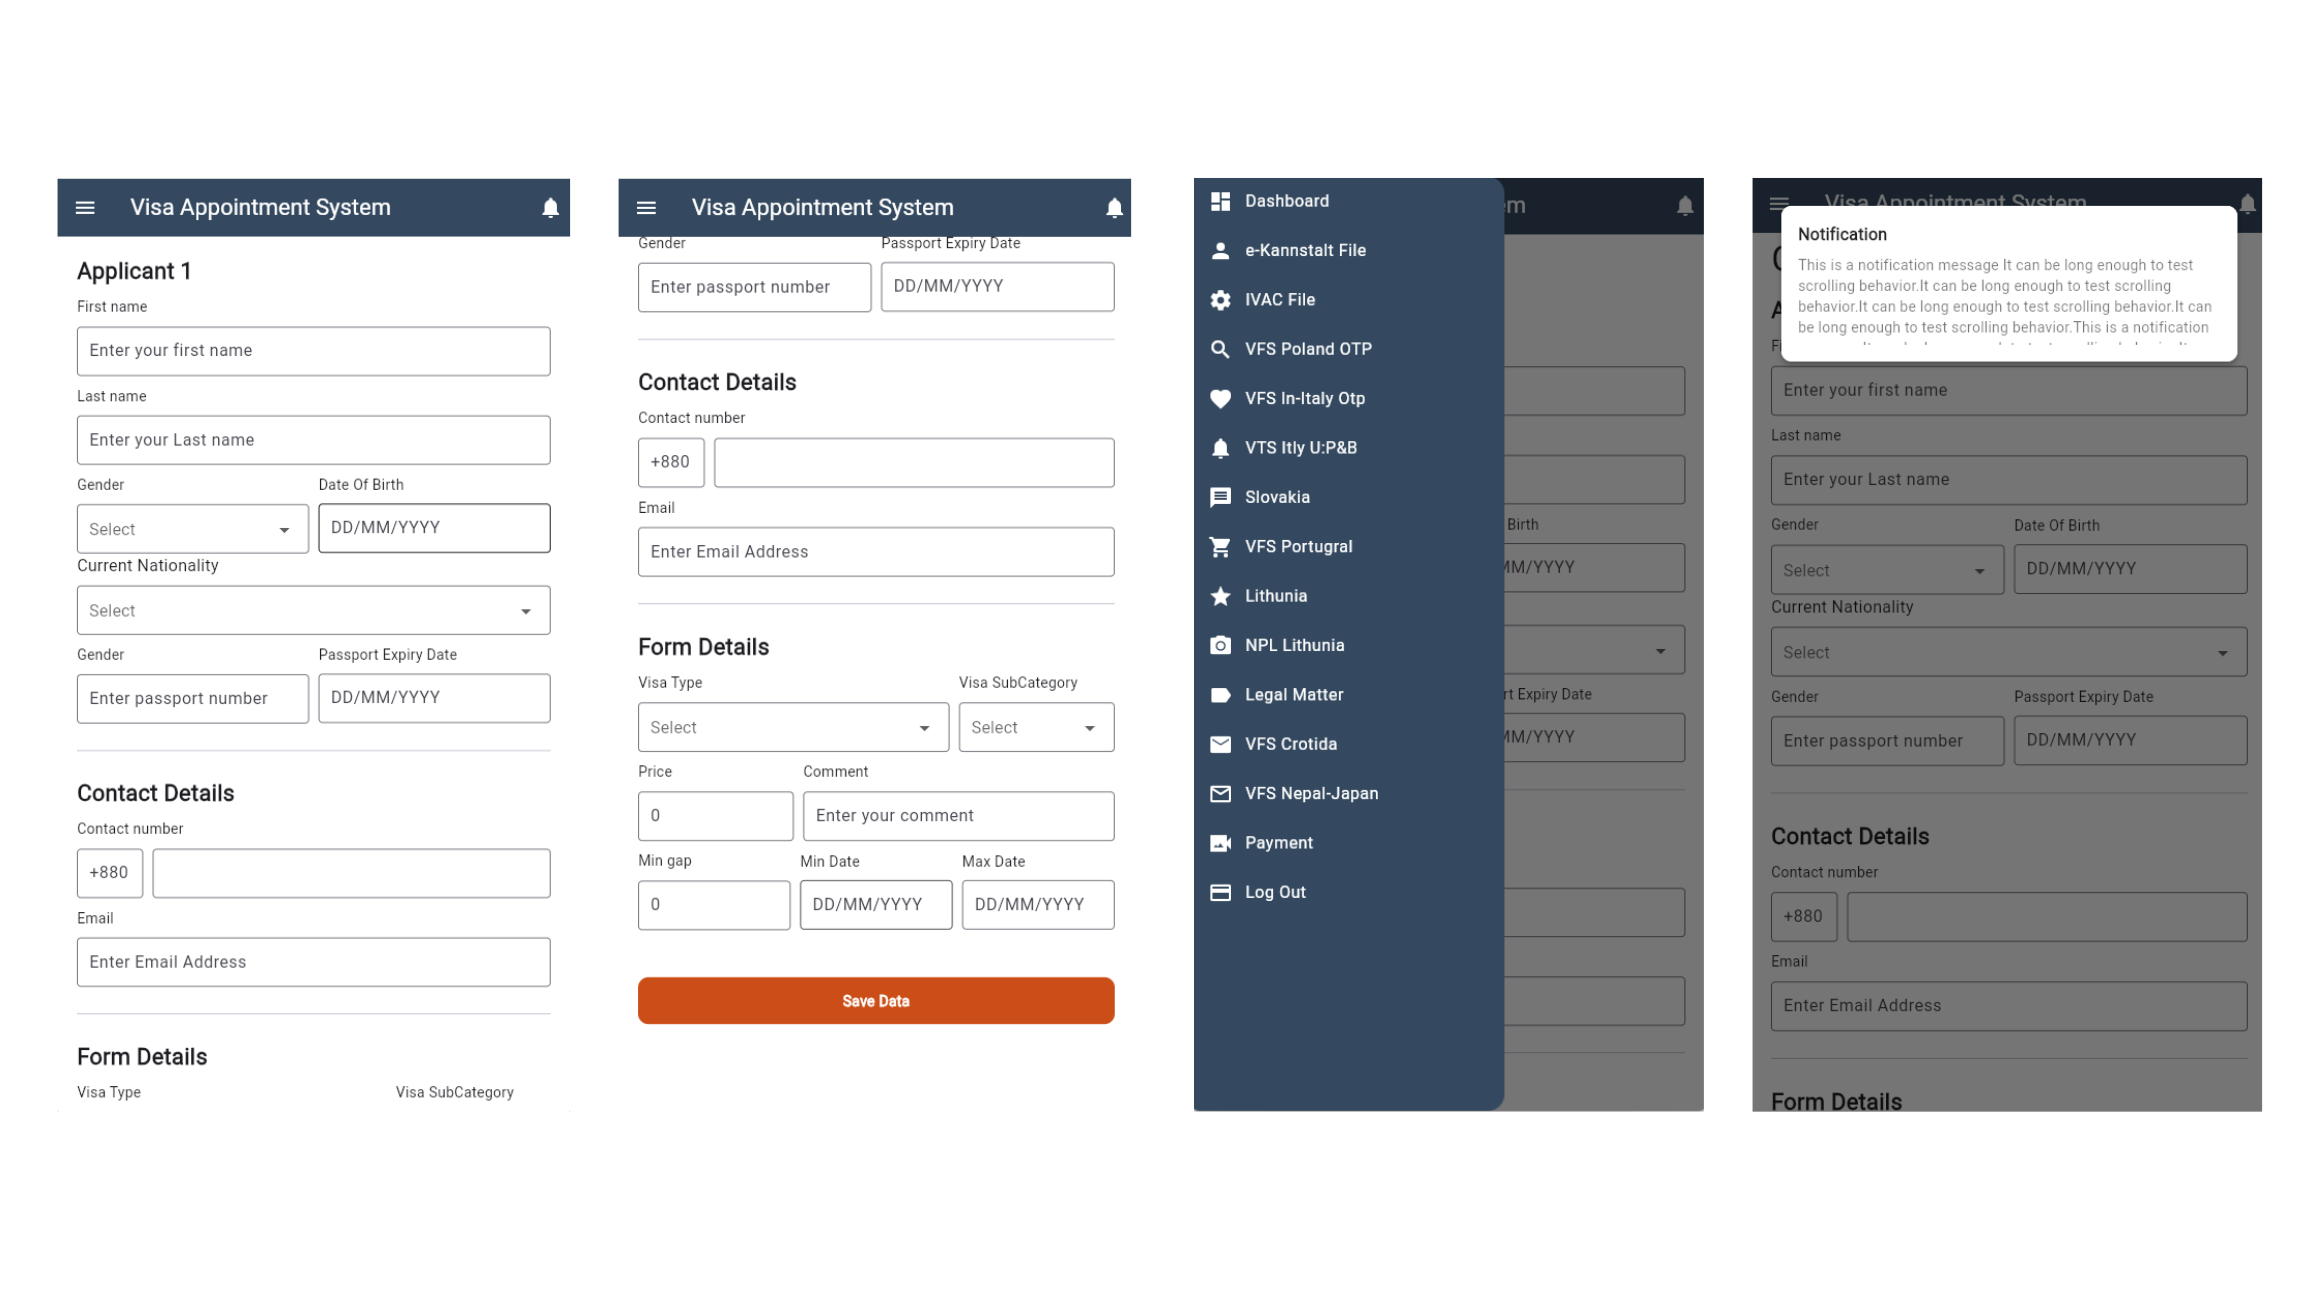 Visa Appointment System
Applicant 1
First name
Enter your first name
Last name
Enter your Last name
Gender Date Of Birth
Select DD/MM/YYYY
Current Nationality
Select
Gender Passport Expiry Date
Enter passport number DD/MM/YYYY
Contact Details
Contact number
+880
Email
Enter Email Address
Form Details
Visa Type Visa SubCategory
Visa Appointment System
Gender Passport Expiry Date
Enter passport number DD/MM/YYYY
Contact Details
Contact number
+880
Email
Enter Email Address
Form Details
Visa Type Visa SubCategory
Select Select
Price Comment
0 Enter your comment
Min gap Min Date Max Date
0 DD/MM/YYYY DD/MM/YYYY
Save Data
Dashboard
e-Kannstalt File
IVAC File
VFS Poland OTP
VFS In-Italy Otp
VTS Itly U:P&B
Slovakia
VFS Portugral
Lithunia
NPL Lithunia
Legal Matter
VFS Crotida
VFS Nepal-Japan
Payment
Log Out
em
Birth
MM/YYYY
rt Expiry Date
MM/YYYY
Visa Appointment System
Notification
This is a notification message It can be long enough to test
scrolling behavior.It can be long enough to test scrolling
behavior.It can be long enough to test scrolling behavior.It can
be long enough to test scrolling behavior.This is a notification
Enter your first name
Last name
Enter your Last name
Gender Date Of Birth
Select DD/MM/YYYY
Current Nationality
Select
Gender Passport Expiry Date
Enter passport number DD/MM/YYYY
Contact Details
Contact number
+880
Email
Enter Email Address
Form Details